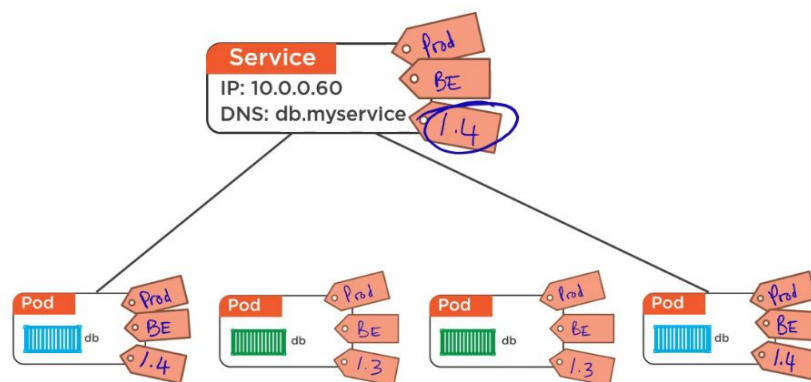 Service
IP: 10.0.0.60
DNS: db.myservice
Prod
BE
1.4
Pod
db
Prod
BE
1.4
Pod
db
Prod
BE
1.3
Pod
db
Prod
BE
1.3
Pod
db
Prod
BE
1.4